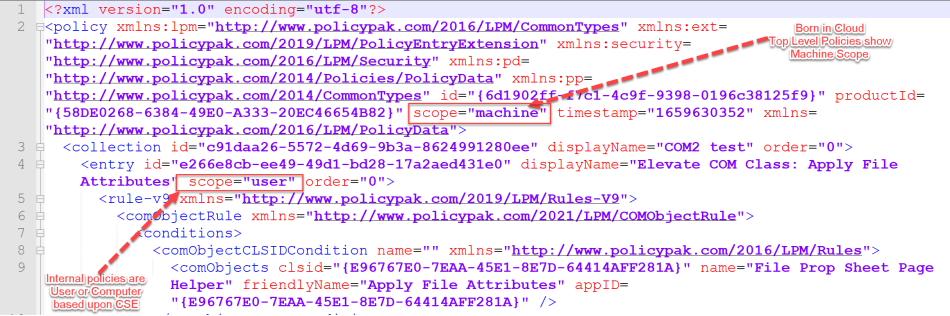 1 <?xml version="1.0" encoding="utf-8"?>
2 <policy xmlns:lpm="http://www.policypak.com/2016/LPM/CommonTypes" xmlns:ext=
"http://www.policypak.com/2019/LPM/PolicyEntryExtension" xmlns:security=
"http://www.policypak.com/2016/LPM/Security" xmlns:pd=
"http://www.policypak.com/2014/Policies/PolicyData" xmlns:pp=
"http://www.policypak.com/2014/CommonTypes" id="{6d1902ff-f7c1-4c9f-9398-0196c38125f9}" productId=
"{58DE0268-6384-49E0-A333-20EC46654B82}" scope="machine" timestamp="1659630352" xmlns=
"http://www.policypak.com/2016/LPM/PolicyData">
Born in Cloud
Top Level Policies show
Machine Scope
3 <collection id="c91daa26-5572-4d69-9b3a-8624991280ee" displayName="COM2 test" order="0">
4 <entry id="e266e8cb-ee49-49d1-bd28-17a2aed431e0" displayName="Elevate COM Class: Apply File
Attributes" scope="user" order="0">
5 <rule-v9 xmlns="http://www.policypak.com/2019/LPM/Rules-V9">
6 <comObjectRule xmlns="http://www.policypak.com/2021/LPM/COMObjectRule">
7 <conditions>
8 <comObjectCLSIDCondition name="" xmlns="http://www.policypak.com/2016/LPM/Rules">
9 <comObjects clsid="{E96767E0-7EAA-45E1-8E7D-64414AFF281A}" name="File Prop Sheet Page
Helper" friendlyName="Apply File Attributes" appID=
"{E96767E0-7EAA-45E1-8E7D-64414AFF281A}" />
Internal policies are
User or Computer
based upon CSE